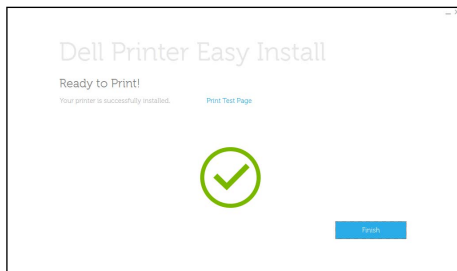 Dell Printer Easy Install
Ready to Print!
Your printer is successfully installed. Print Test Page
Finish